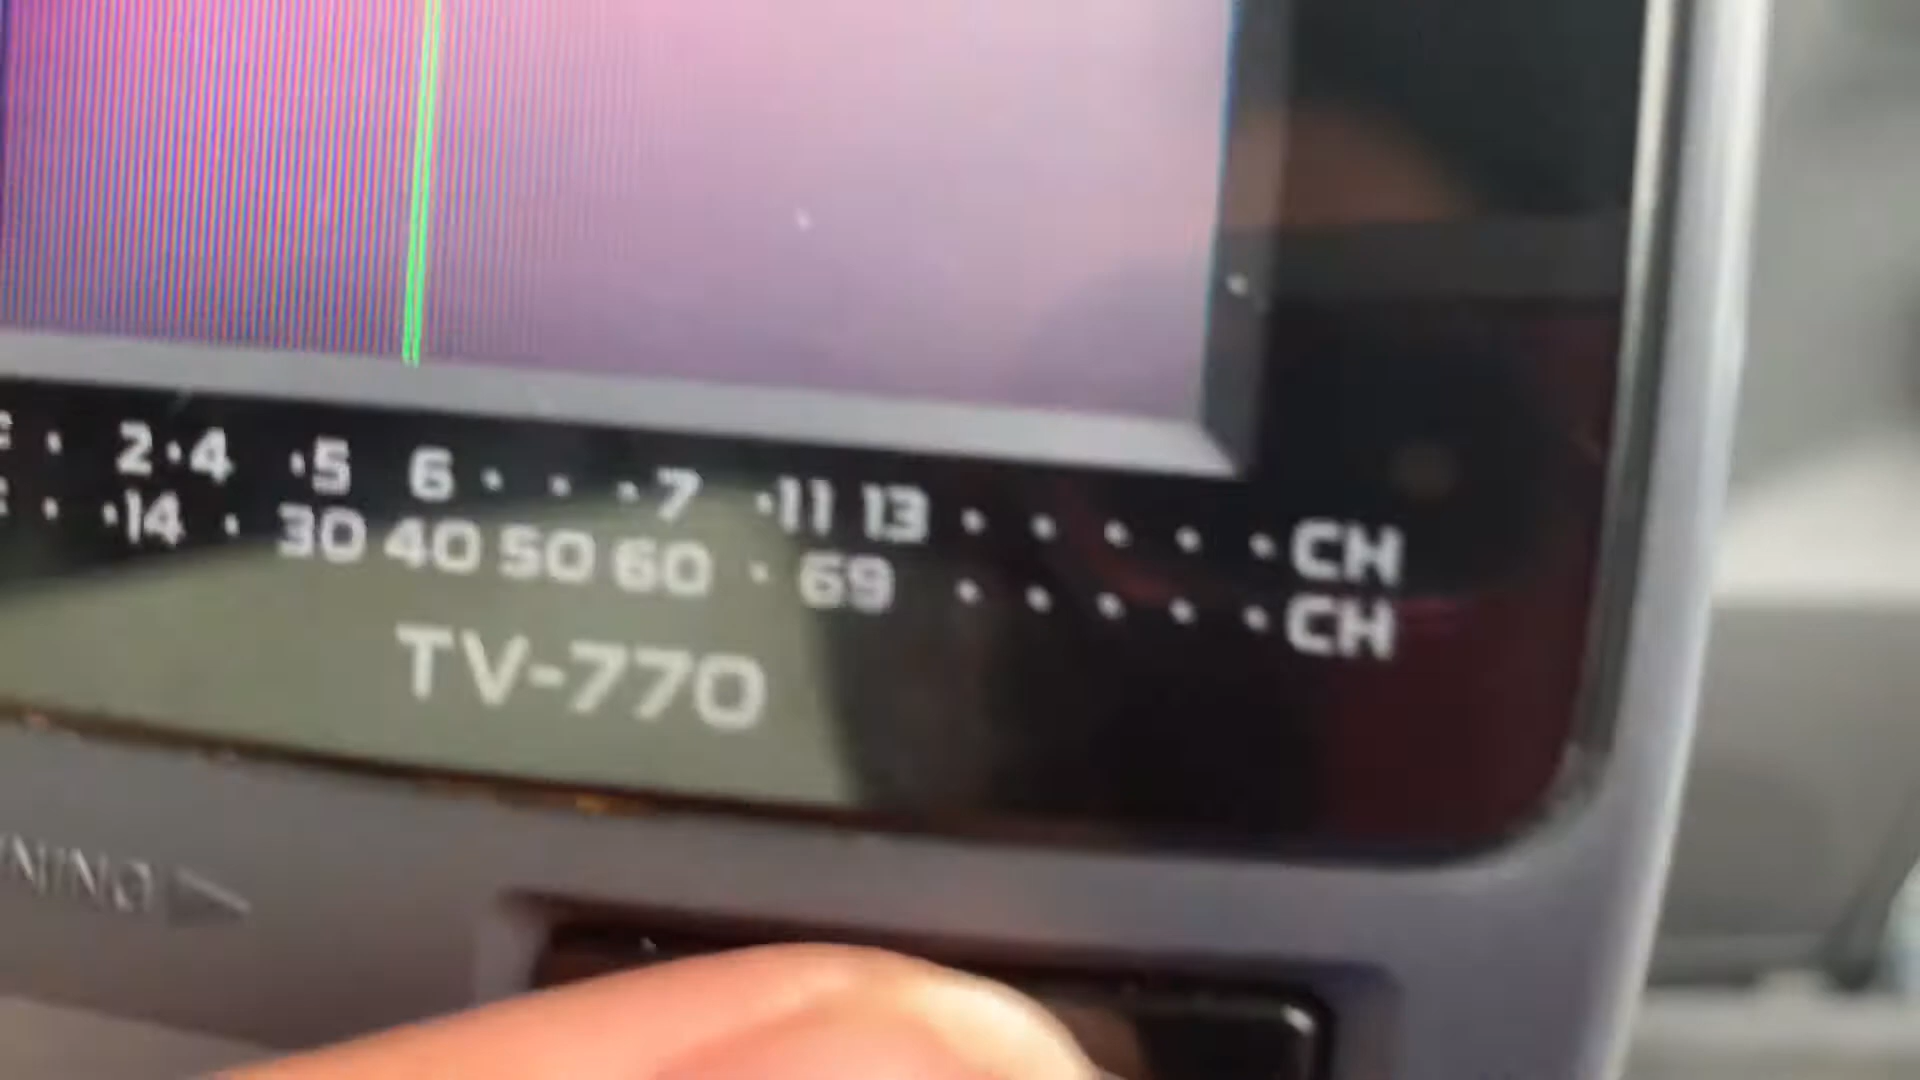 2·4 ·5 6· · ·7 ·11 13· · · · ·CH
·14 · 30 40 50 60 · 69 · · · · ·CH
TV-770